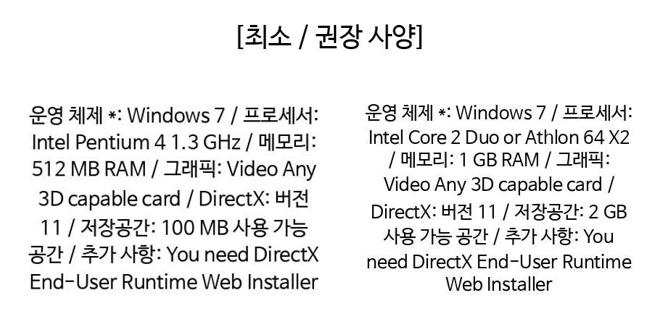 [최소 / 권장 사양]
운영 체제 *: Windows 7 / 프로세서:
Intel Pentium 4 1.3 GHz / 메모리:
512 MB RAM / 그래픽: Video Any
3D capable card / DirectX: 버전
11 / 저장공간: 100 MB 사용 가능
공간 / 추가 사항: You need DirectX
End-User Runtime Web Installer
운영 체제 *: Windows 7 / 프로세서:
Intel Core 2 Duo or Athlon 64 X2
/ 메모리: 1 GB RAM / 그래픽:
Video Any 3D capable card /
DirectX: 버전 11 / 저장공간: 2 GB
사용 가능 공간 / 추가 사항: You
need DirectX End-User Runtime
Web Installer